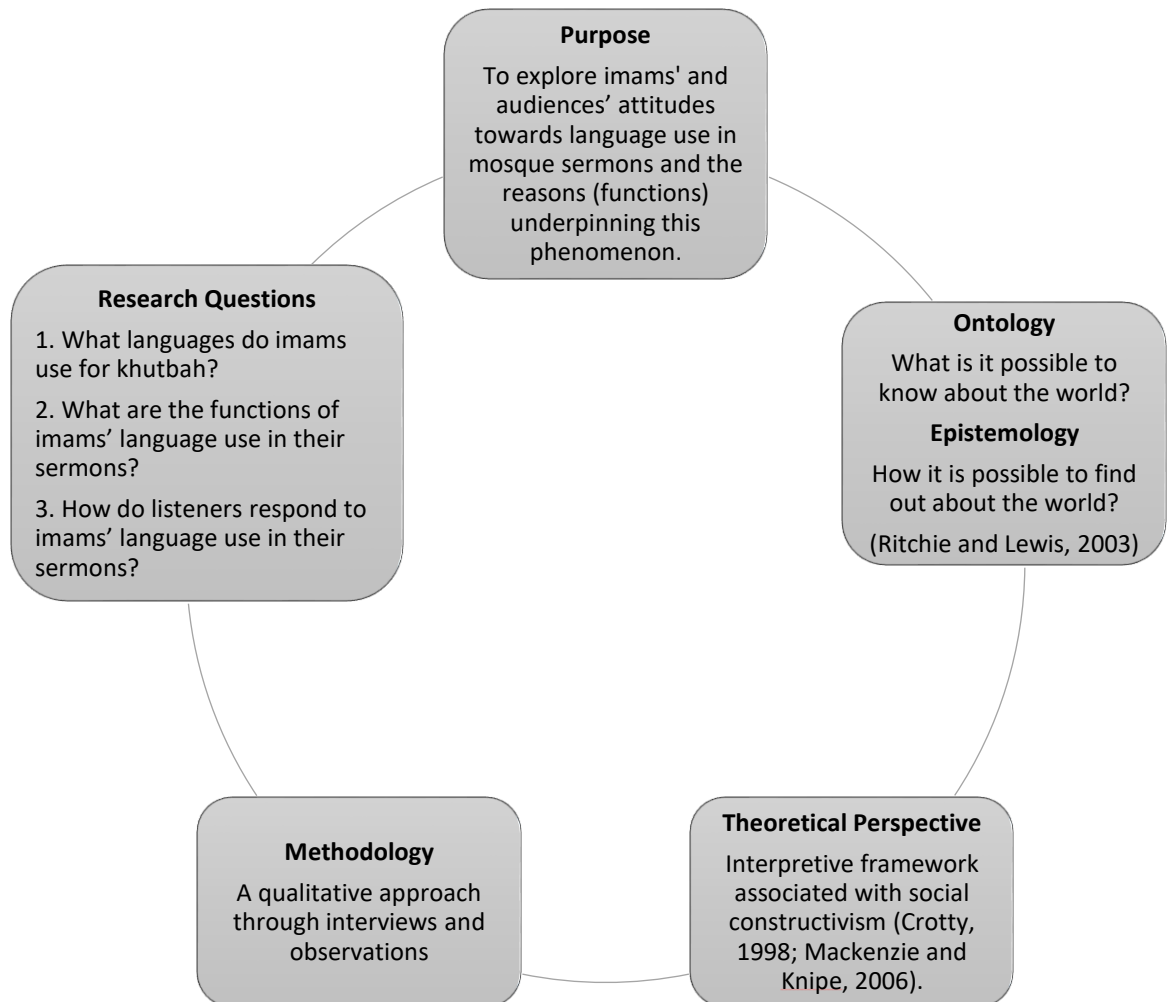 Purpose
To explore imams' and
audiences’ attitudes
towards language use in
mosque sermons and the
reasons (functions)
underpinning this
phenomenon.
Ontology
What is it possible to
know about the world?
Epistemology
How it is possible to find
out about the world?
(Ritchie and Lewis, 2003)
Theoretical Perspective
Interpretive framework
associated with social
constructivism (Crotty,
1998; Mackenzie and
Knipe, 2006).
Methodology
A qualitative approach
through interviews and
observations
Research Questions
1. What languages do imams
use for khutbah?
2. What are the functions of
imams’ language use in their
sermons?
3. How do listeners respond to
imams’ language use in their
sermons?